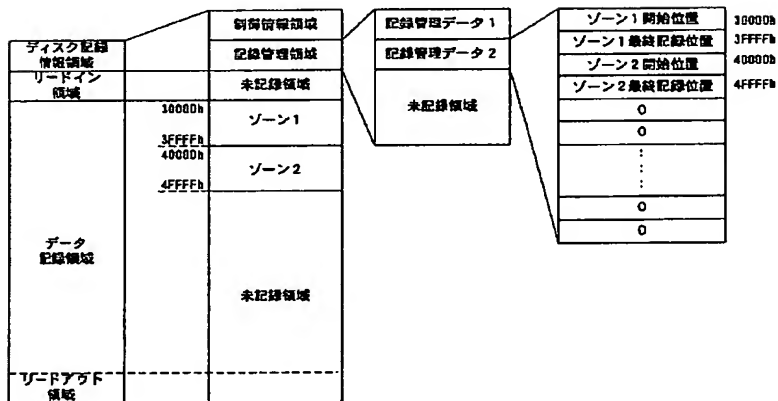 ディスク記録
情報領域
リードイン
領域
データ
記録領域
リードアウト
領域
制御情報領域
記録管理領域
未記録領域
30000h
ゾーン1
3FFFFh
40000h
ゾーン2
4FFFFh
未記録領域
記録管理データ1
記録管理データ2
未記録領域
ゾーン1開始位置
30000h
ゾーン1最終記録位置
3FFFFh
ゾーン2開始位置
40000h
ゾーン2最終記録位置
4FFFFh
0
0
0
0